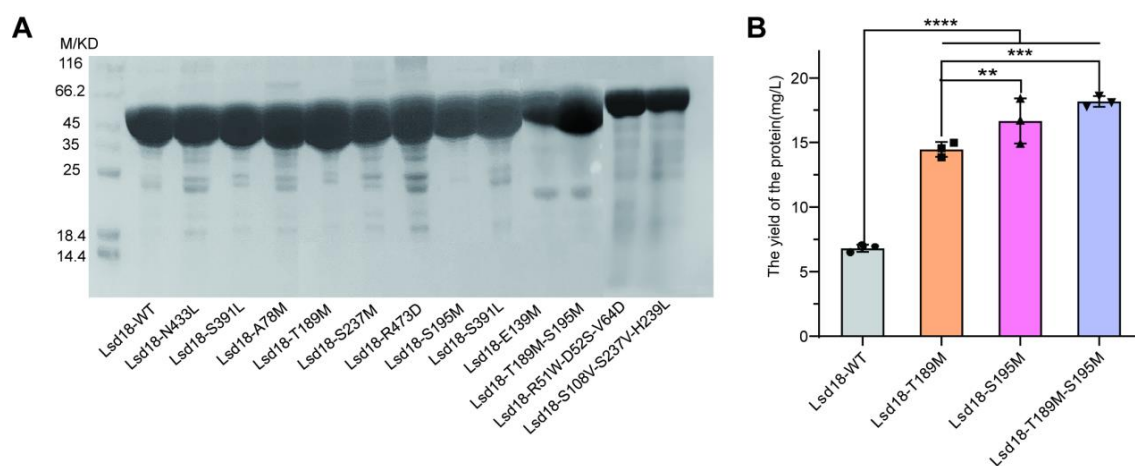 A
M/KD
116
66.2
45
35
25
18.4
14.4
Lsd18-WT
Lsd18-N433L
Lsd18-S391L
Lsd18-A78M
Lsd18-T189M
Lsd18-S237M
Lsd18-R473D
Lsd18-S195M
Lsd18-S391L
Lsd18-E139M
Lsd18-T189M-S195M
Lsd18-R51W-D52S-V64D
Lsd18-S108V-S237V-H239L
B
****
***
**
The yield of the protein(mg/L)
20
15
10
5
0
Lsd18-WT
Lsd18-T189M
Lsd18-S195M
Lsd18-T189M-S195M